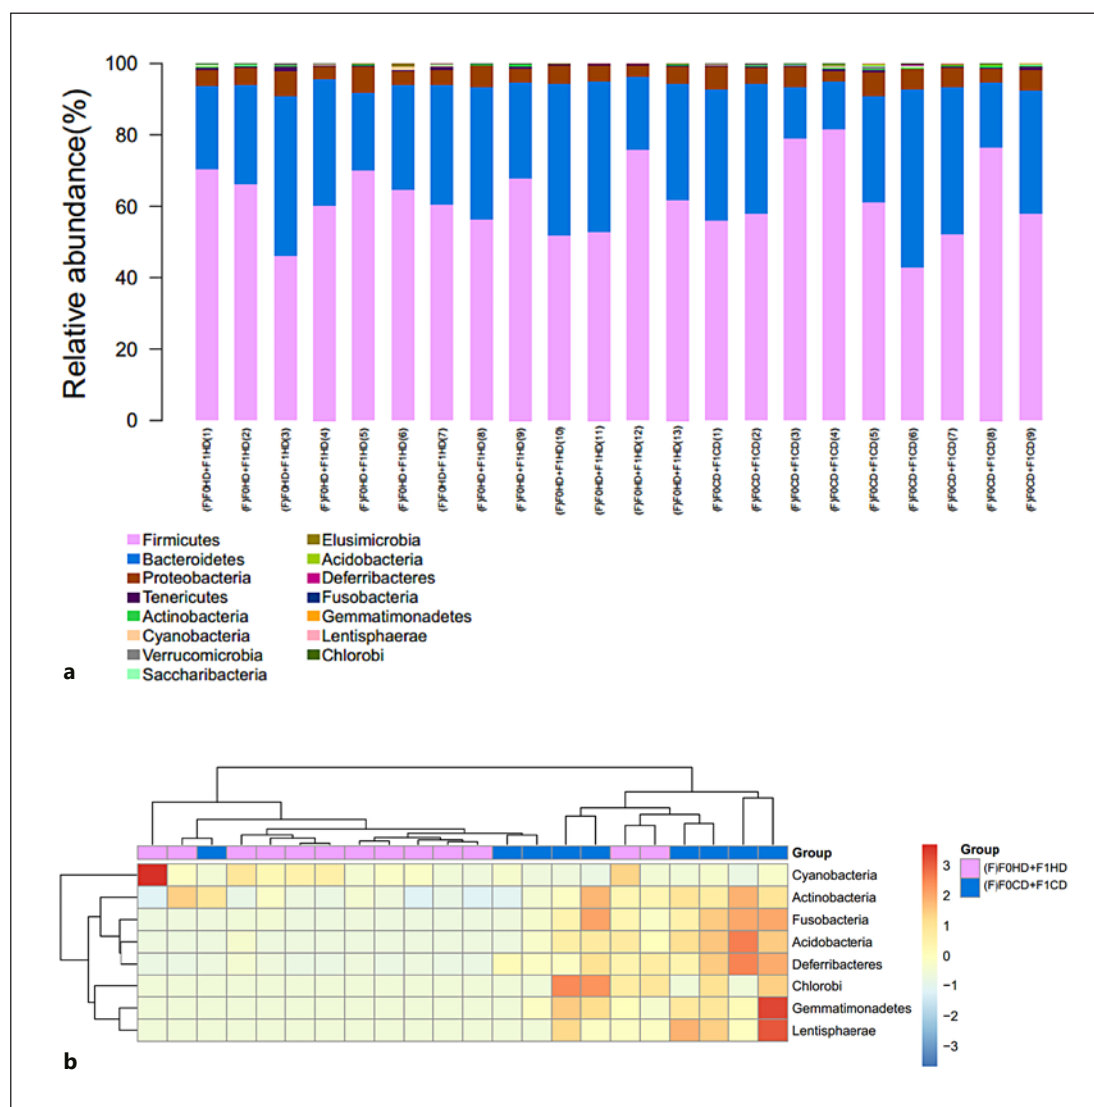 Relative abundance(%)
100
80
60
40
20
0
(F)F0HD+F1HD(1)
(F)F0HD+F1HD(2)
(F)F0HD+F1HD(3)
(F)F0HD+F1HD(4)
(F)F0HD+F1HD(5)
(F)F0HD+F1HD(6)
(F)F0HD+F1HD(7)
(F)F0HD+F1HD(8)
(F)F0HD+F1HD(9)
(F)F0HD+F1HD(10)
(F)F0HD+F1HD(11)
(F)F0HD+F1HD(12)
(F)F0HD+F1HD(13)
(F)F0CD+F1CD(1)
(F)F0CD+F1CD(2)
(F)F0CD+F1CD(3)
(F)F0CD+F1CD(4)
(F)F0CD+F1CD(5)
(F)F0CD+F1CD(6)
(F)F0CD+F1CD(7)
(F)F0CD+F1CD(8)
(F)F0CD+F1CD(9)
Firmicutes
Bacteroidetes
Proteobacteria
Tenericutes
Actinobacteria
Cyanobacteria
Verrucomicrobia
Saccharibacteria
Elusimicrobia
Acidobacteria
Deferribacteres
Fusobacteria
Gemmatimonadetes
Lentisphaerae
Chlorobi
a
Group
Cyanobacteria
Actinobacteria
Fusobacteria
Acidobacteria
Deferribacteres
Chlorobi
Gemmatimonadetes
Lentisphaerae
3
2
1
0
−1
−2
−3
Group
(F)F0HD+F1HD
(F)F0CD+F1CD
b